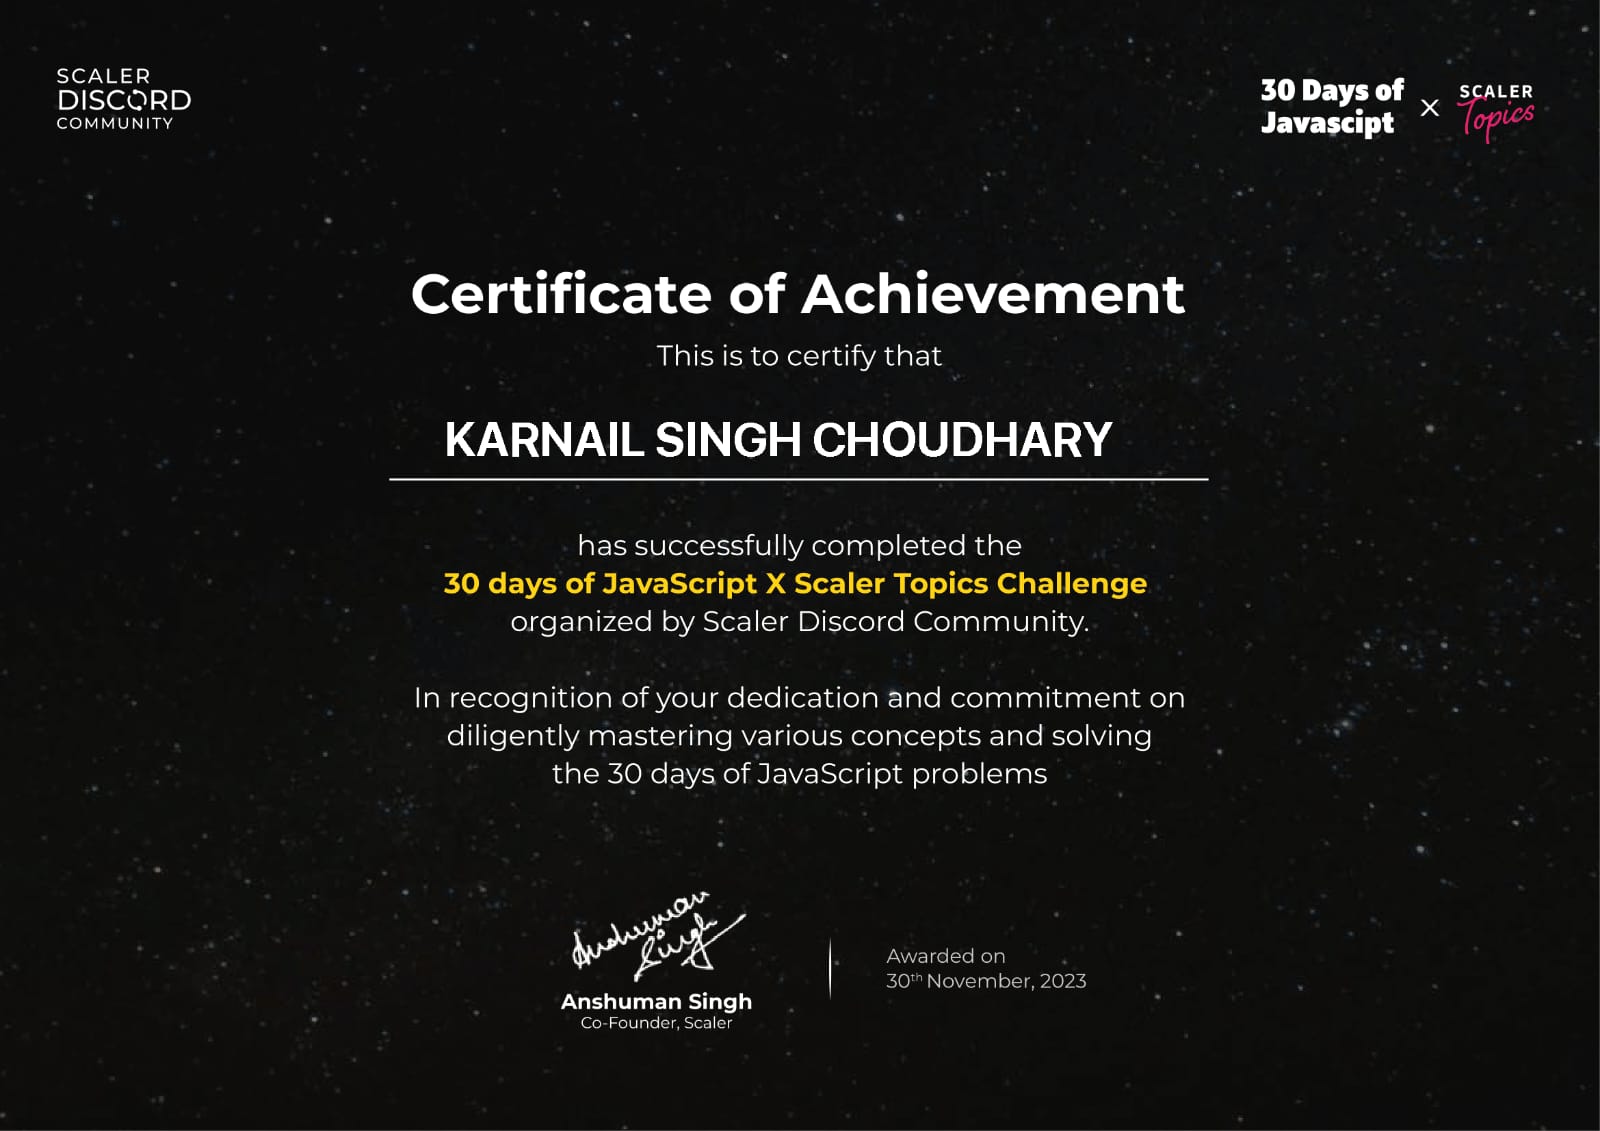 SCALER
DISCORD
COMMUNITY
30 Days of
Javascipt
X
SCALER
Topics
Certificate of Achievement
This is to certify that
KARNAIL SINGH CHOUDHARY
has successfully completed the
30 days of JavaScript X Scaler Topics Challenge
organized by Scaler Discord Community.
In recognition of your dedication and commitment on
diligently mastering various concepts and solving
the 30 days of JavaScript problems
Anshuman
Singh
Anshuman Singh
Co-Founder, Scaler
Awarded on
30th November, 2023